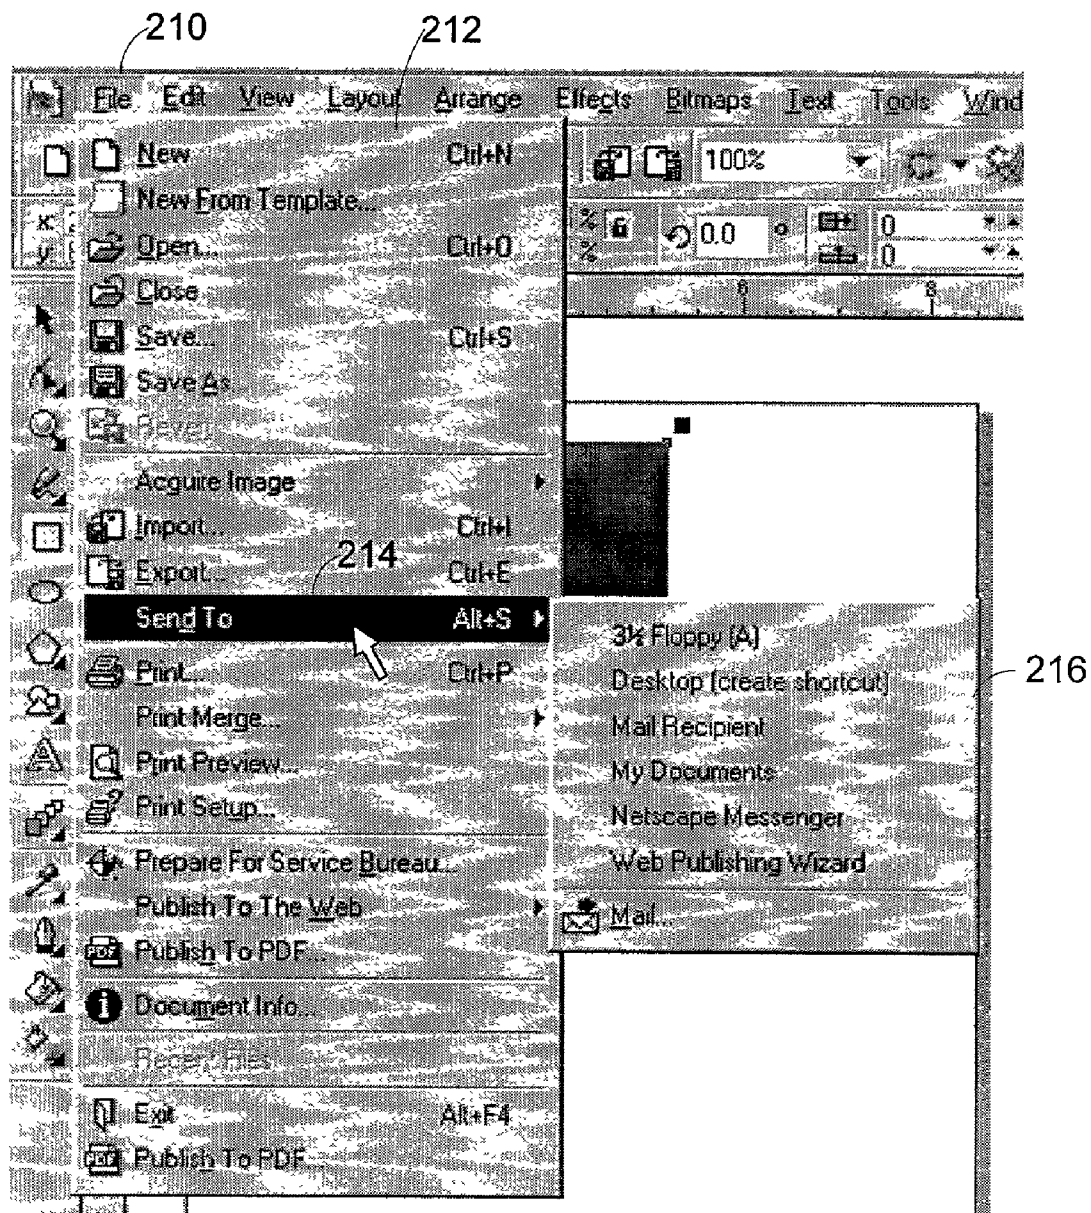 210
212
File Edit View Layout Arrange Effects Bitmaps Text Tools Wind
New Ctrl+N
100%
New From Template...
x:
y:
%
%
0.0 °
0
0
Open... Ctrl+O
Close
6 8
Save... Ctrl+S
Save As
Revert
Acquire Image
Import... Ctrl+I
214
Export... Ctrl+E
Send To Alt+S
3½ Floppy (A)
Print... Ctrl+P
Desktop (create shortcut)
216
Print Merge...
Mail Recipient
Print Preview...
My Documents
Print Setup...
Netscape Messenger
Prepare For Service Bureau...
Web Publishing Wizard
Publish To The Web
Mail...
PDF Publish To PDF...
Document Info...
Recent Files
Exit Alt+F4
PDF Publish To PDF...